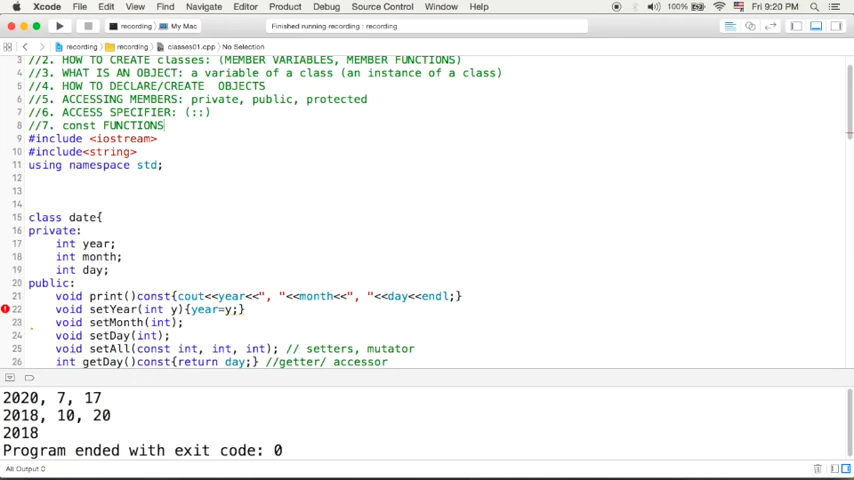 Xcode File Edit View Find Navigate Editor Product Debug Source Control Window Help 100% Fri 9:20 PM
recording My Mac Finished running recording : recording
recording recording classes01.cpp No Selection
3 //2. HOW TO CREATE classes: (MEMBER VARIABLES, MEMBER FUNCTIONS)
4 //3. WHAT IS AN OBJECT: a variable of a class (an instance of a class)
5 //4. HOW TO DECLARE/CREATE OBJECTS
6 //5. ACCESSING MEMBERS: private, public, protected
7 //6. ACCESS SPECIFIER: (::)
8 //7. const FUNCTIONS
9 #include <iostream>
10 #include<string>
11 using namespace std;
12
13
14
15 class date{
16 private:
17 int year;
18 int month;
19 int day;
20 public:
21 void print()const{cout<<year<<", "<<month<<", "<<day<<endl;}
22 void setYear(int y){year=y;}
23 void setMonth(int);
24 void setDay(int);
25 void setAll(const int, int, int); // setters, mutator
26 int getDay()const{return day;} //getter/ accessor
2020, 7, 17
2018, 10, 20
2018
Program ended with exit code: 0
All Output